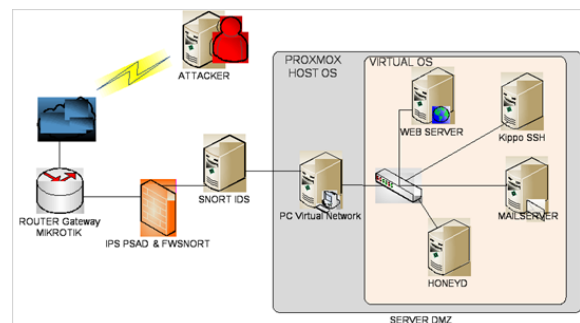 ATTACKER
PROXMOX
HOST OS
VIRTUAL OS
WEB SERVER
Kippo SSH
SNORT IDS
PC Virtual Network
MAILSERVER
ROUTER Gateway
MIKROTIK
IPS PSAD & FWSNORT
HONEYD
SERVER DMZ